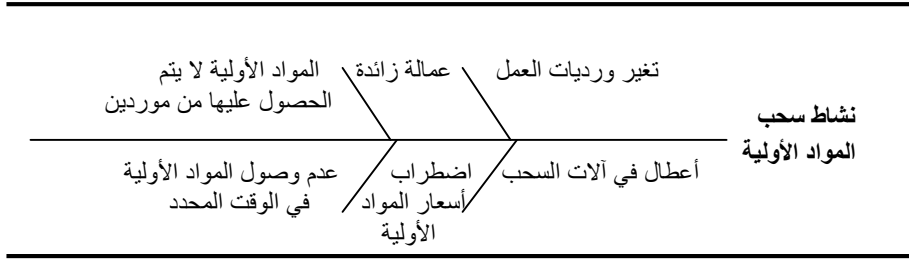 تغير ورديات العمل
عمالة زائدة
المواد الأولية لا يتم
الحصول عليها من موردين
نشاط سحب
المواد الأولية
أعطال في آلات السحب
اضطراب
أسعار المواد
الأولية
عدم وصول المواد الأولية
في الوقت المحدد